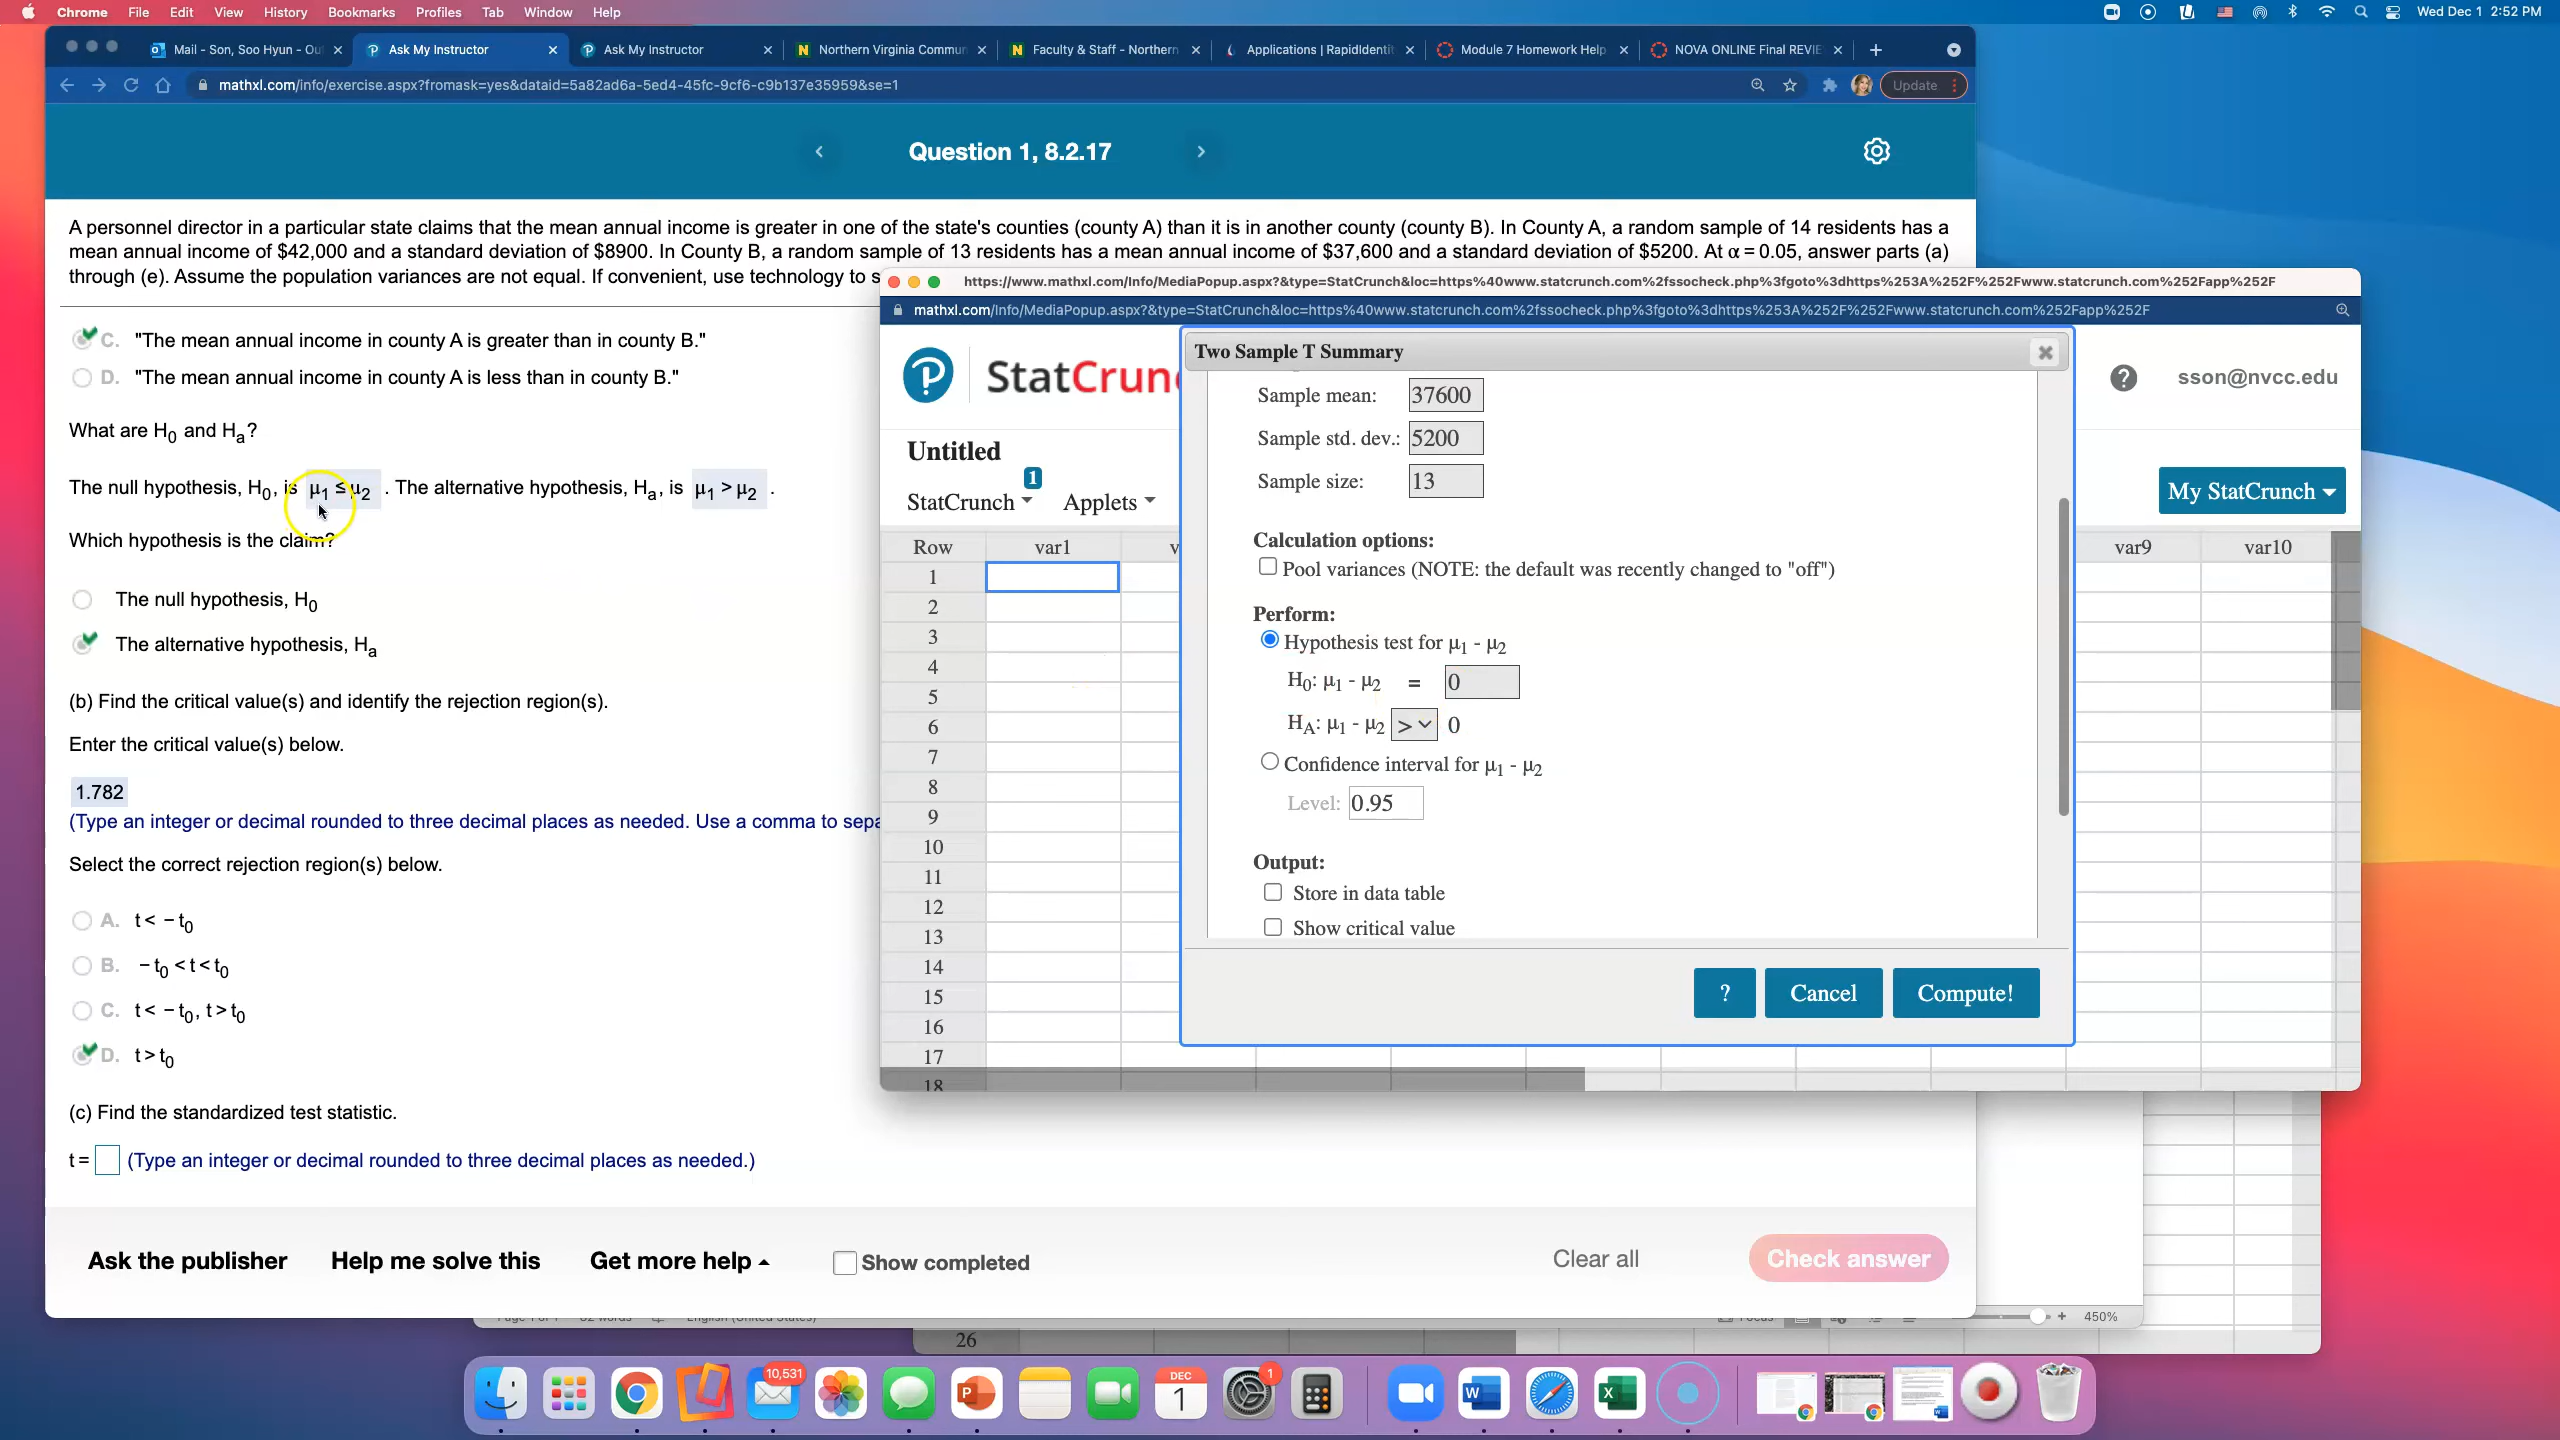 Chrome File Edit View History Bookmarks Profiles Tab Window Help
Wed Dec 1 2:52 PM
Mail - Son, Soo Hyun - Ou
Ask My Instructor
Ask My Instructor
Northern Virginia Commun
Faculty & Staff - Northern
Applications | RapidIdentit
Module 7 Homework Help
NOVA ONLINE Final REVIE
mathxl.com/info/exercise.aspx?fromask=yes&dataid=5a82ad6a-5ed4-45fc-9cf6-c9b137e35959&se=1
Update
Question 1, 8.2.17
A personnel director in a particular state claims that the mean annual income is greater in one of the state's counties (county A) than it is in another county (county B). In County A, a random sample of 14 residents has a
mean annual income of $42,000 and a standard deviation of $8900. In County B, a random sample of 13 residents has a mean annual income of $37,600 and a standard deviation of $5200. At α = 0.05, answer parts (a)
through (e). Assume the population variances are not equal. If convenient, use technology to s
C. "The mean annual income in county A is greater than in county B."
D. "The mean annual income in county A is less than in county B."
What are H0 and Ha?
The null hypothesis, H0, is μ1 ≤ μ2 . The alternative hypothesis, Ha, is μ1 > μ2 .
Which hypothesis is the claim?
The null hypothesis, H0
The alternative hypothesis, Ha
(b) Find the critical value(s) and identify the rejection region(s).
Enter the critical value(s) below.
1.782
(Type an integer or decimal rounded to three decimal places as needed. Use a comma to sepa
Select the correct rejection region(s) below.
A. t < − t0
B. − t0 < t < t0
C. t < − t0, t > t0
D. t > t0
(c) Find the standardized test statistic.
t = (Type an integer or decimal rounded to three decimal places as needed.)
Ask the publisher
Help me solve this
Get more help
Show completed
Clear all
Check answer
https://www.mathxl.com/Info/MediaPopup.aspx?&type=StatCrunch&loc=https%40www.statcrunch.com%2fssocheck.php%3fgoto%3dhttps%253A%252F%252Fwww.statcrunch.com%252Fapp%252F
mathxl.com/Info/MediaPopup.aspx?&type=StatCrunch&loc=https%40www.statcrunch.com%2fssocheck.php%3fgoto%3dhttps%253A%252F%252Fwww.statcrunch.com%252Fapp%252F
StatCrun
sson@nvcc.edu
Untitled
1
StatCrunch
Applets
My StatCrunch
Row var1 v var9 var10
1
2
3
4
5
6
7
8
9
10
11
12
13
14
15
16
17
18
Two Sample T Summary
Sample mean: 37600
Sample std. dev.: 5200
Sample size: 13
Calculation options:
Pool variances (NOTE: the default was recently changed to "off")
Perform:
Hypothesis test for μ1 - μ2
H0: μ1 - μ2 = 0
HA: μ1 - μ2 > 0
Confidence interval for μ1 - μ2
Level: 0.95
Output:
Store in data table
Show critical value
?
Cancel
Compute!
450%
26
10,531
DEC
1
1